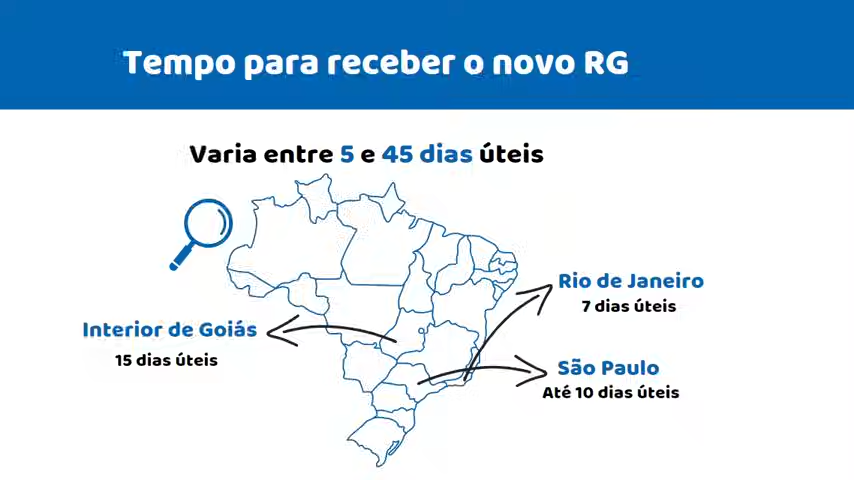 Tempo para receber o novo RG
Varia entre 5 e 45 dias úteis
Rio de Janeiro
7 dias úteis
Interior de Goiás
15 dias úteis
São Paulo
Até 10 dias úteis